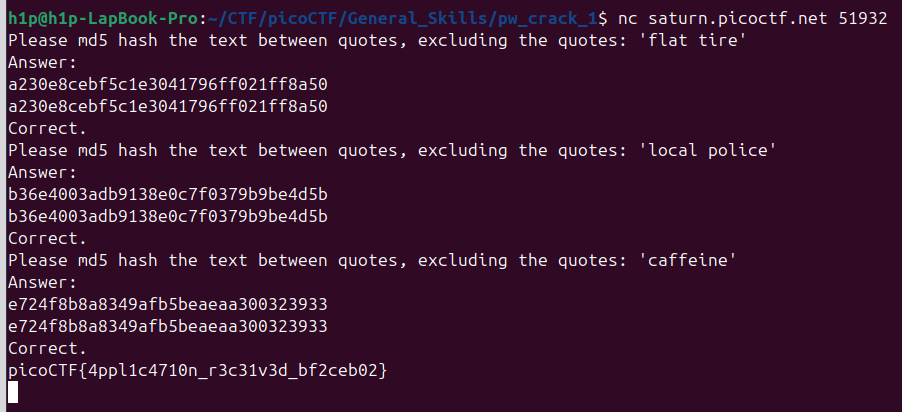 h1p@h1p-LapBook-Pro:~/CTF/picoCTF/General_Skills/pw_crack_1$ nc saturn.picoctf.net 51932
Please md5 hash the text between quotes, excluding the quotes: 'flat tire'
Answer:
a230e8cebf5c1e3041796ff021ff8a50
a230e8cebf5c1e3041796ff021ff8a50
Correct.
Please md5 hash the text between quotes, excluding the quotes: 'local police'
Answer:
b36e4003adb9138e0c7f0379b9be4d5b
b36e4003adb9138e0c7f0379b9be4d5b
Correct.
Please md5 hash the text between quotes, excluding the quotes: 'caffeine'
Answer:
e724f8b8a8349afb5beaeaa300323933
e724f8b8a8349afb5beaeaa300323933
Correct.
picoCTF{4ppl1c4710n_r3c31v3d_bf2ceb02}